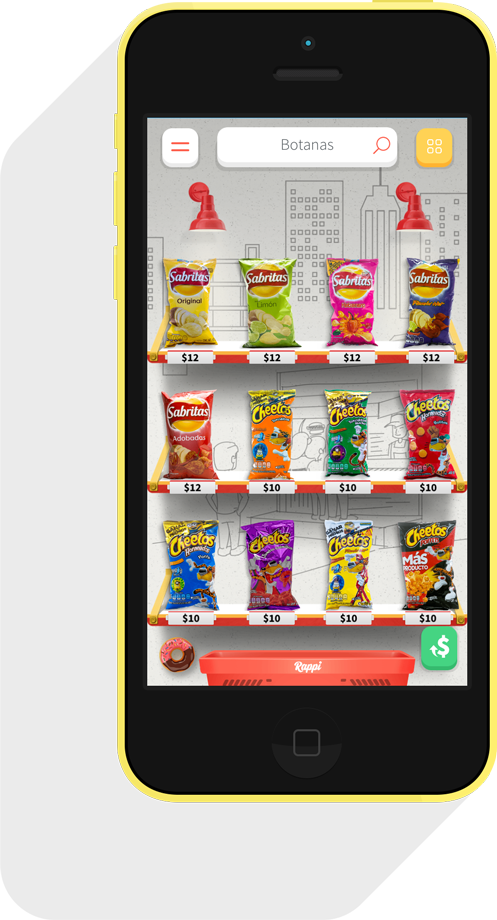 Botanas
Sabritas
Original
Sabritas
Limón
Sabritas
Sabritas
$12
$12
$12
$12
Sabritas
Adobadas
Cheetos
Cheetos
Cheetos
$12
$10
$10
$10
Cheetos
Cheetos
Cheetos
Cheetos
MÁS
PRODUCTO
$10
$10
$10
$10
Rappi
$